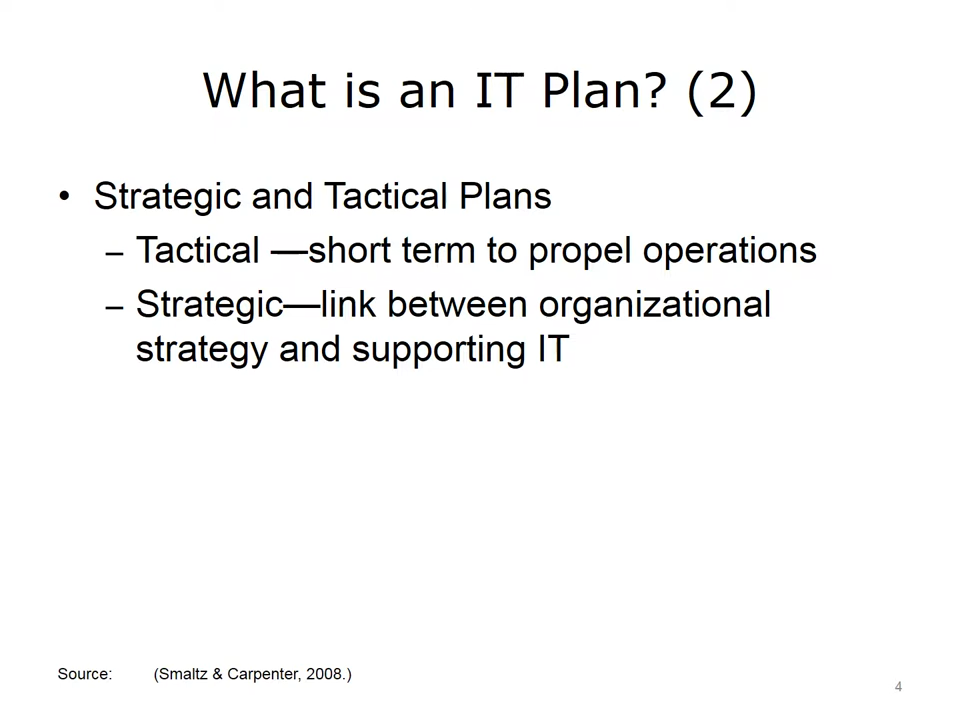 What is an IT Plan? (2)
• Strategic and Tactical Plans
– Tactical —short term to propel operations
– Strategic—link between organizational
strategy and supporting IT
Source: (Smaltz & Carpenter, 2008.)
4